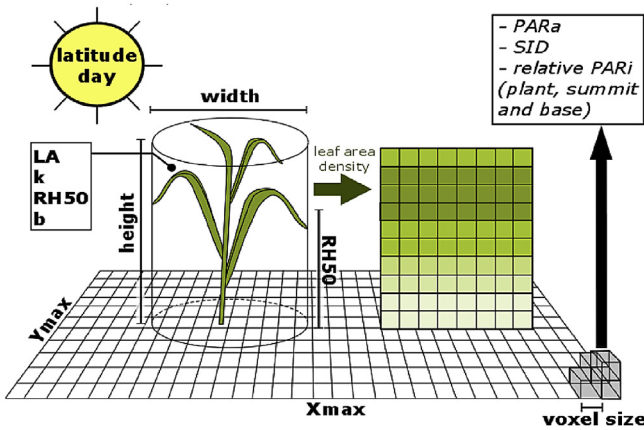 latitude
day
width
- PARa
- SID
- relative PARi
(plant, summit
and base)
LA
k
RH50
b
leaf area
density
height
RH50
Ymax
Xmax
voxel size